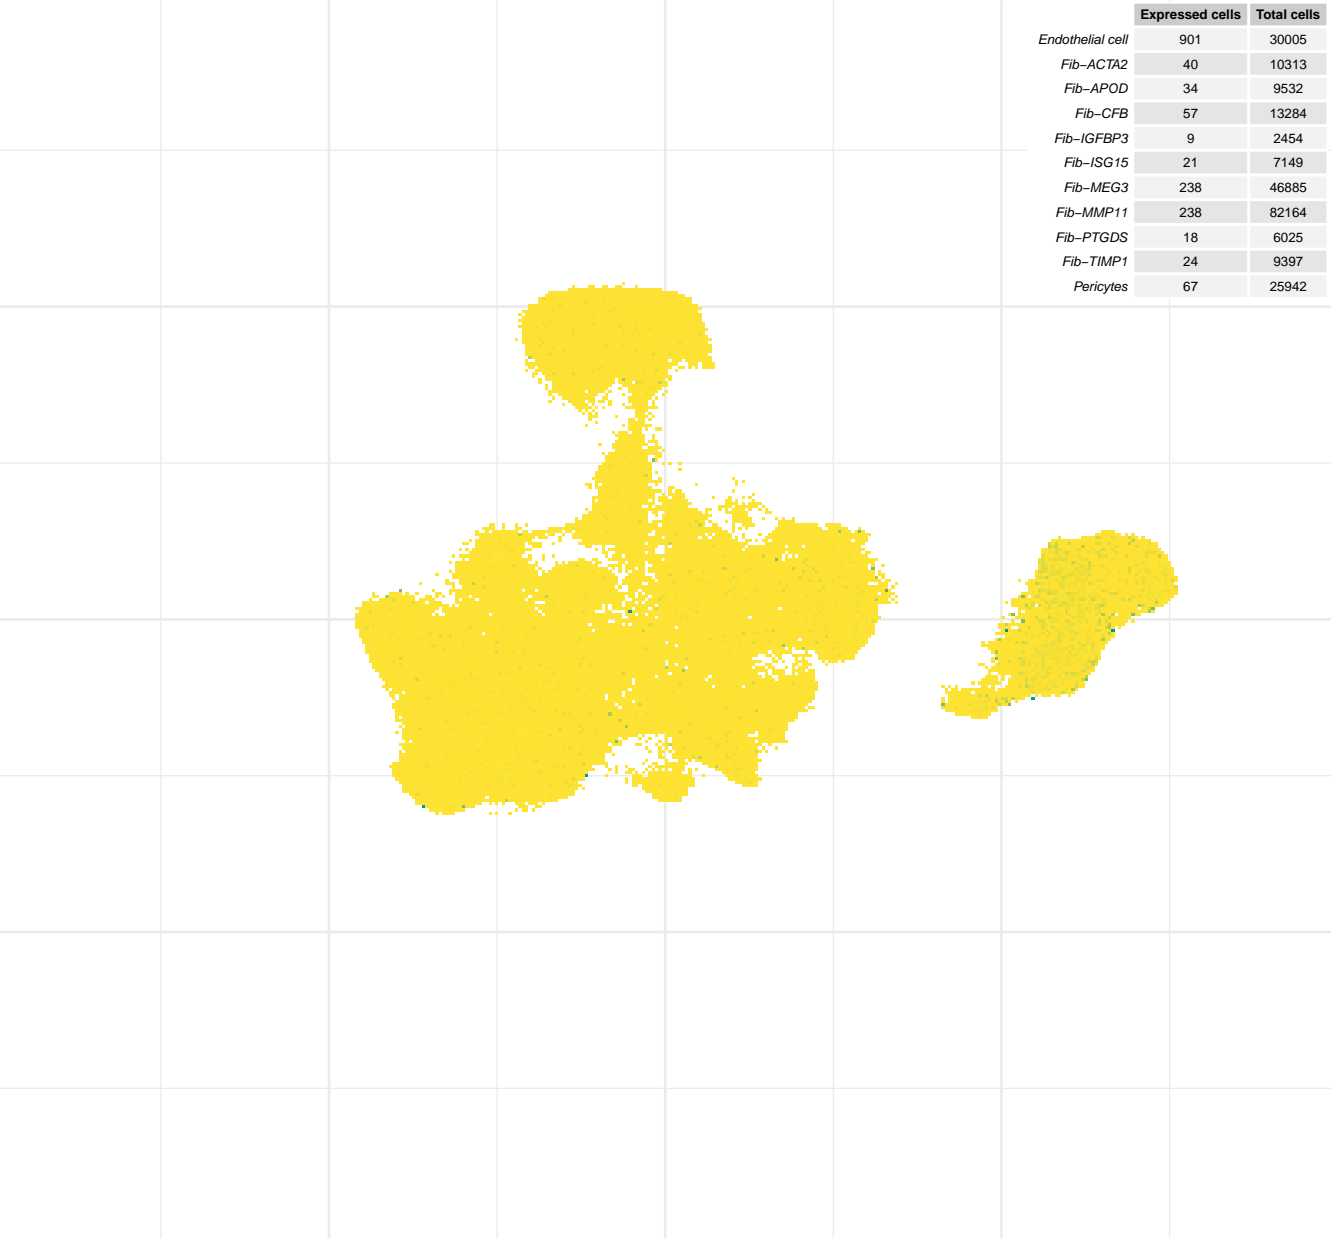 Expressed cells Total cells
Endothelial cell 901 30005
Fib−ACTA2 40 10313
Fib−APOD 34 9532
Fib−CFB 57 13284
Fib−IGFBP3 9 2454
Fib−ISG15 21 7149
Fib−MEG3 238 46885
Fib−MMP11 238 82164
Fib−PTGDS 18 6025
Fib−TIMP1 24 9397
Pericytes 67 25942